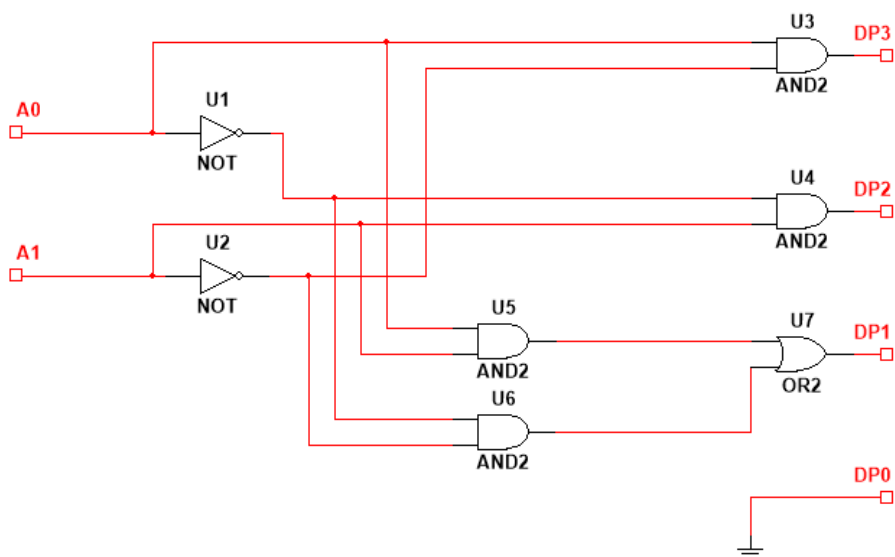 U3
DP3
AND2
A0
U1
NOT
U4
DP2
AND2
A1
U2
NOT
U5
AND2
U7
DP1
OR2
U6
AND2
DP0